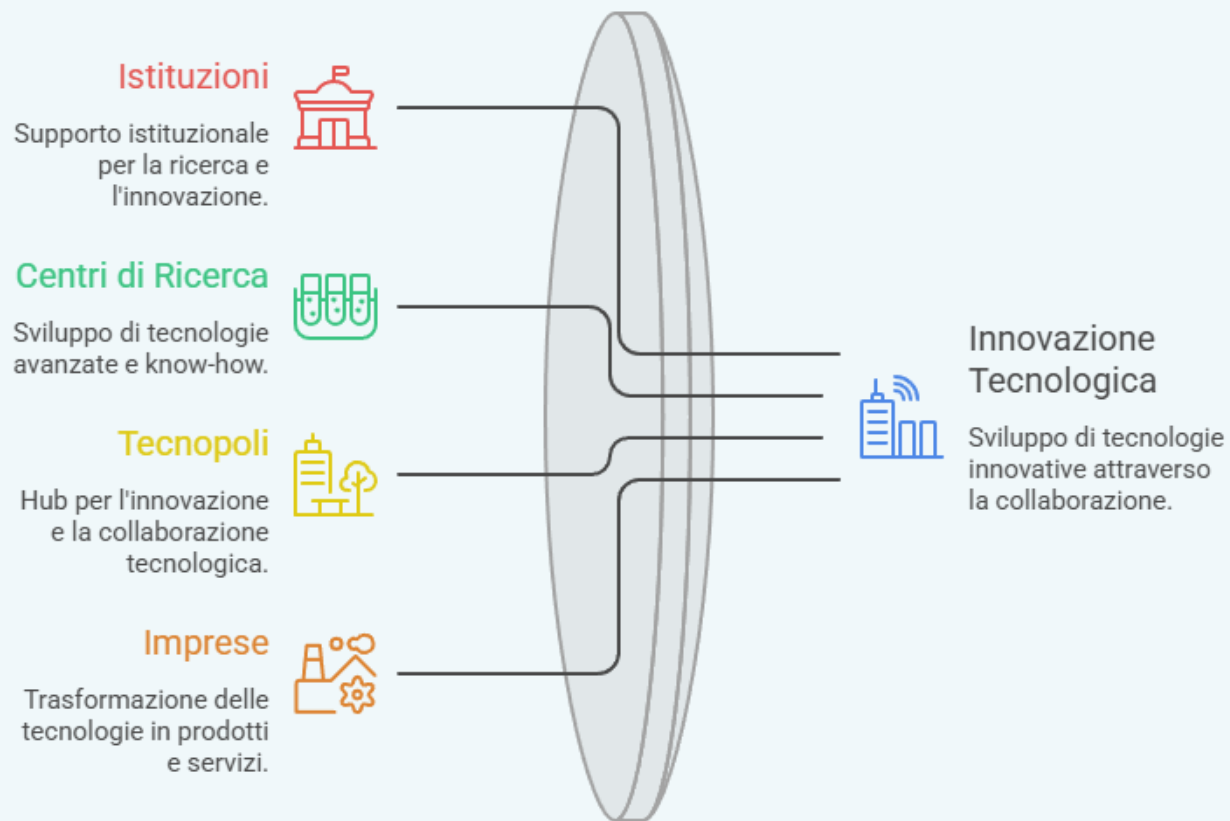 Istituzioni
Supporto istituzionale
per la ricerca e
l'innovazione.
Centri di Ricerca
Sviluppo di tecnologie
avanzate e know-how.
Tecnopoli
Hub per l'innovazione
e la collaborazione
tecnologica.
Imprese
Trasformazione delle
tecnologie in prodotti
e servizi.
Innovazione
Tecnologica
Sviluppo di tecnologie
innovative attraverso
la collaborazione.